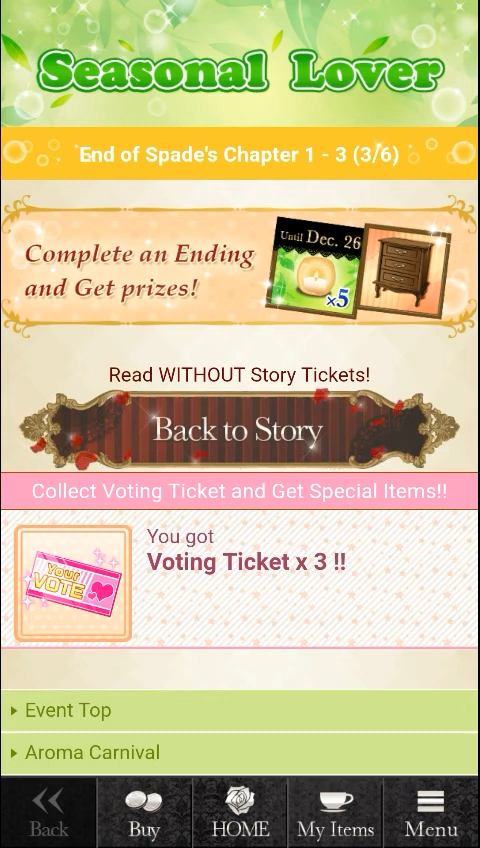 Seasonal Lover
End of Spade's Chapter 1 - 3 (3/6)
Complete an Ending
and Get prizes!
Until Dec. 26
×5
Read WITHOUT Story Tickets!
Back to Story
Collect Voting Ticket and Get Special Items!!
You got
Voting Ticket x 3 !!
Your
VOTE
Event Top
Aroma Carnival
Back
Buy
HOME
My Items
Menu